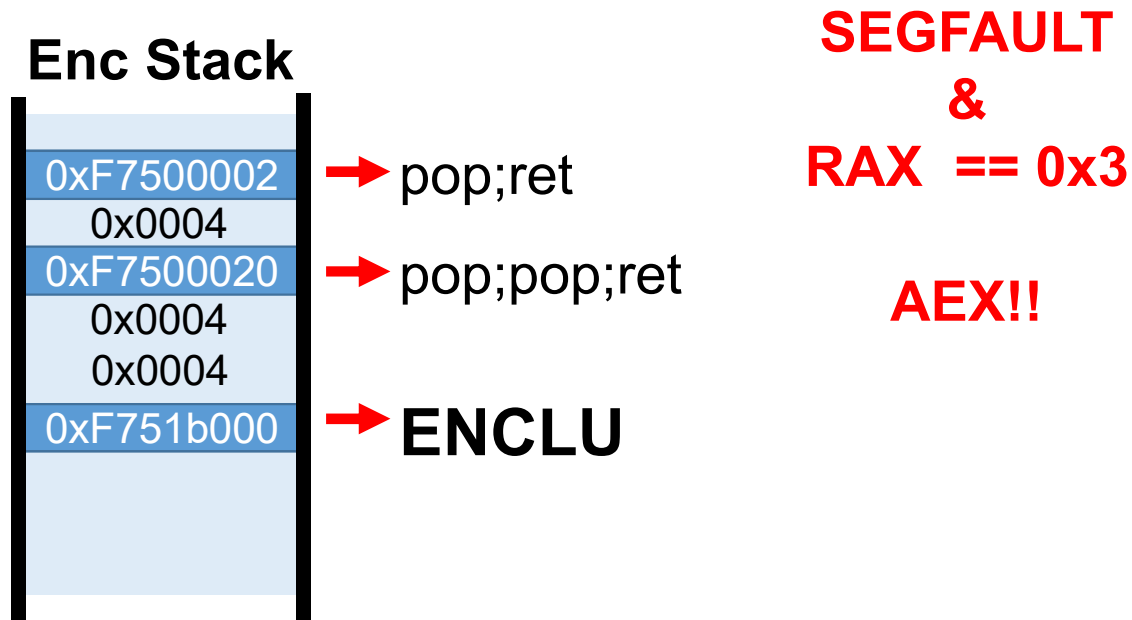 Enc Stack
0xF7500002
0x0004
0xF7500020
0x0004
0x0004
0xF751b000
pop;ret
pop;pop;ret
ENCLU
SEGFAULT
&
RAX == 0x3
AEX!!